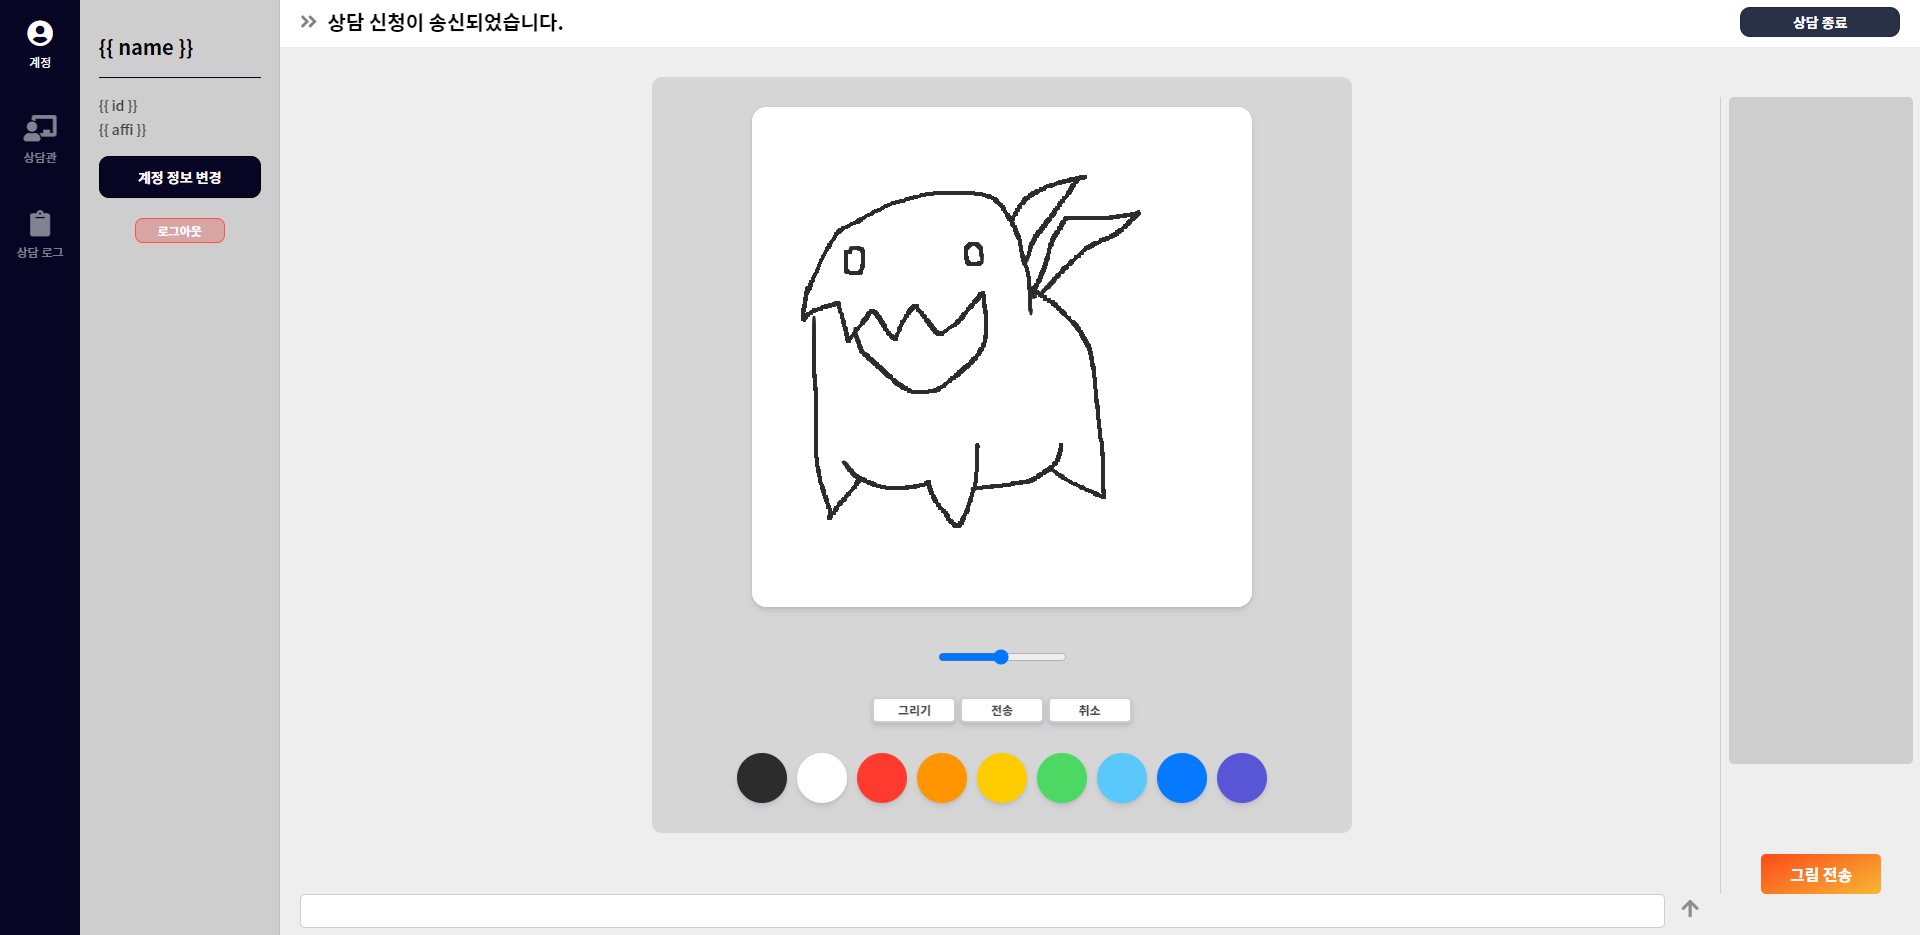 계정
상담관
상담 로그
{{ name }}
{{ id }}
{{ affi }}
계정 정보 변경
로그아웃
상담 신청이 송신되었습니다.
상담 종료
그리기
전송
취소
그림 전송